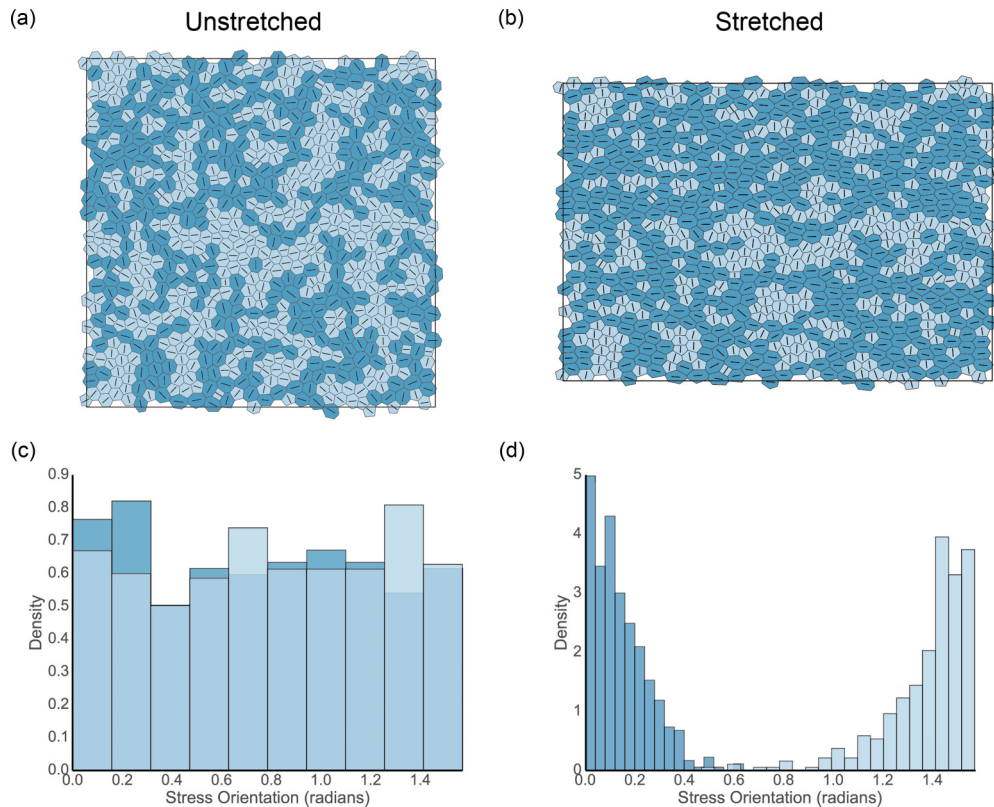 (a)
Unstretched
(b)
Stretched
(c)
0.9
0.8
0.7
0.6
0.5
0.4
0.3
0.2
0.1
0.0
Density
0.0 0.2 0.4 0.6 0.8 1.0 1.2 1.4
Stress Orientation (radians)
(d)
5
4
3
2
1
0
Density
0.0 0.2 0.4 0.6 0.8 1.0 1.2 1.4
Stress Orientation (radians)